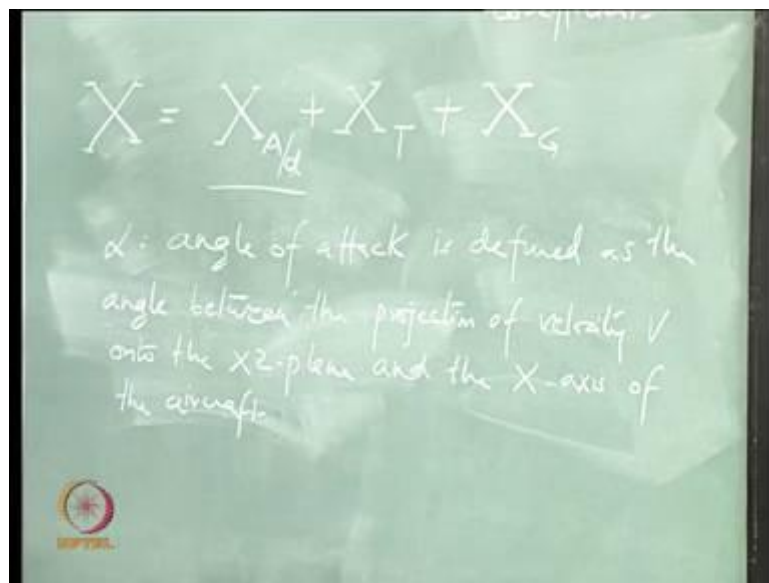 X = X_A/d + X_T + X_G
α : angle of attack is defined as the
angle between the projection of velocity V
onto the XZ-plane and the X-axis of
the aircraft.
NPTEL